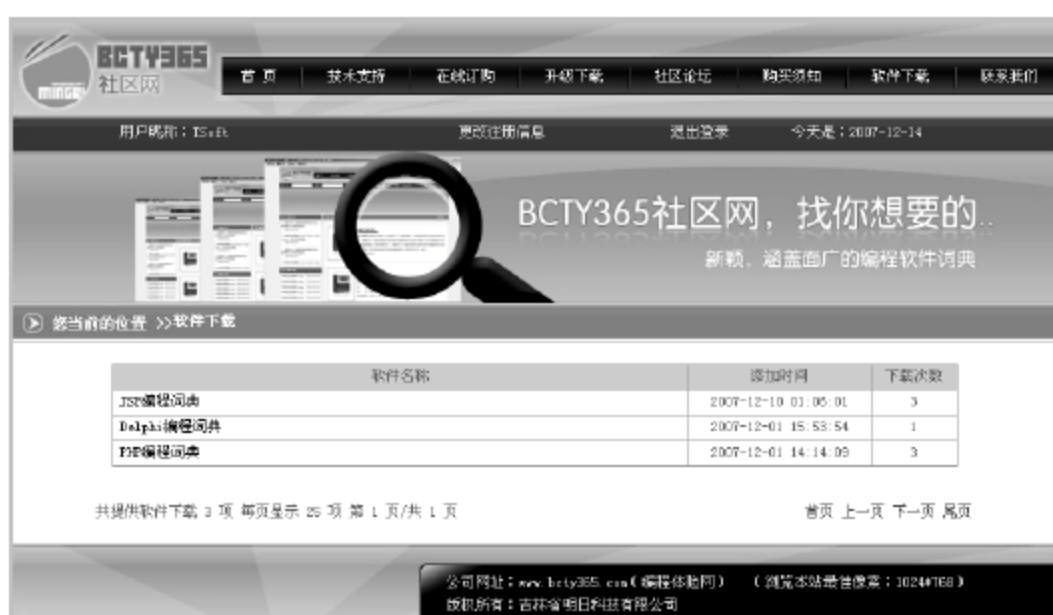 BCTY365
社区网
MINGRI
首 页 技术支持 在线订购 升级下载 社区论坛 购买须知 软件下载 联系我们
用户昵称：TSoft 更改注册信息 退出登录 今天是：2007-12-14
BCTY365社区网，找你想要的..
新颖、涵盖面广的编程软件词典
您当前的位置 >>软件下载
软件名称 添加时间 下载次数
JSP编程词典 2007-12-10 01:06:01 3
Delphi编程词典 2007-12-01 15:53:54 1
PHP编程词典 2007-12-01 14:14:09 3
共提供软件下载 3 项 每页显示 25 项 第 1 页/共 1 页 首页 上一页 下一页 尾页
公司网址：www.bcty365.com(编程体验网) (浏览本站最佳像素：1024*768)
版权所有：吉林省明日科技有限公司